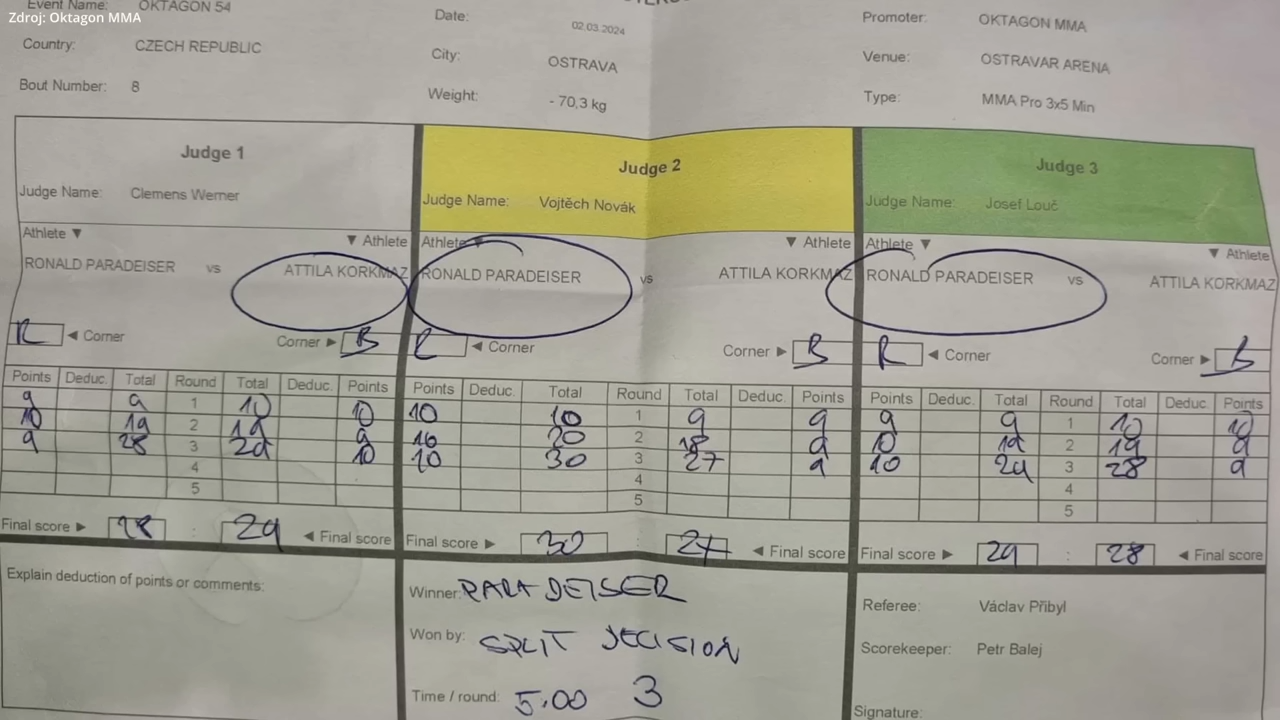 Zdroj: Oktagon MMA
Event Name: OKTAGON 54
Country: CZECH REPUBLIC
Bout Number: 8
Date: 02.03.2024
City: OSTRAVA
Weight: - 70,3 kg
Promoter: OKTAGON MMA
Venue: OSTRAVAR ARENA
Type: MMA Pro 3x5 Min
Judge 1
Judge Name: Clemens Werner
Athlete ▼ ▼ Athlete
RONALD PARADEISER vs ATTILA KORKMAZ
R ◄ Corner Corner ► B
Points Deduc. Total Round Total Deduc. Points
9 9 1 10 10
10 19 2 19 9
9 28 3 29 10
4
5
Final score ► 28 : 29 ◄ Final score
Judge 2
Judge Name: Vojtěch Novák
Athlete ▼ ▼ Athlete
RONALD PARADEISER vs ATTILA KORKMAZ
R ◄ Corner Corner ► B
Points Deduc. Total Round Total Deduc. Points
10 10 1 9 9
10 20 2 18 9
10 30 3 27 9
4
5
Final score ► 30 : 27 ◄ Final score
Judge 3
Judge Name: Josef Louč
Athlete ▼ ▼ Athlete
RONALD PARADEISER vs ATTILA KORKMAZ
R ◄ Corner Corner ► B
Points Deduc. Total Round Total Deduc. Points
9 9 1 10 10
10 19 2 19 9
10 29 3 28 9
4
5
Final score ► 29 : 28 ◄ Final score
Explain deduction of points or comments:
Winner: PARADEISER
Won by: SPLIT DECISION
Time / round: 5:00 3
Referee: Václav Přibyl
Scorekeeper: Petr Balej
Signature: